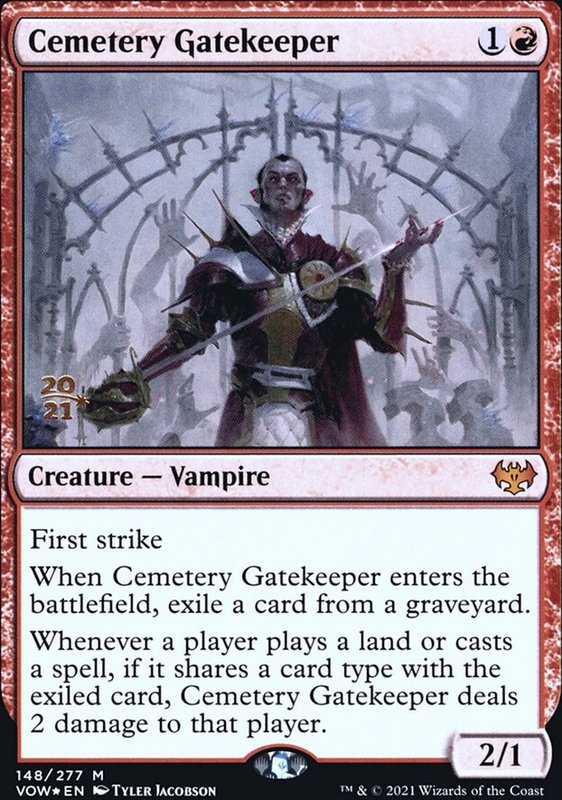 Cemetery Gatekeeper 1
20
21
Creature — Vampire
First strike
When Cemetery Gatekeeper enters the
battlefield, exile a card from a graveyard.
Whenever a player plays a land or casts
a spell, if it shares a card type with the
exiled card, Cemetery Gatekeeper deals
2 damage to that player.
2/1
148/277 M
VOW★EN Tyler Jacobson
™ & © 2021 Wizards of the Coast